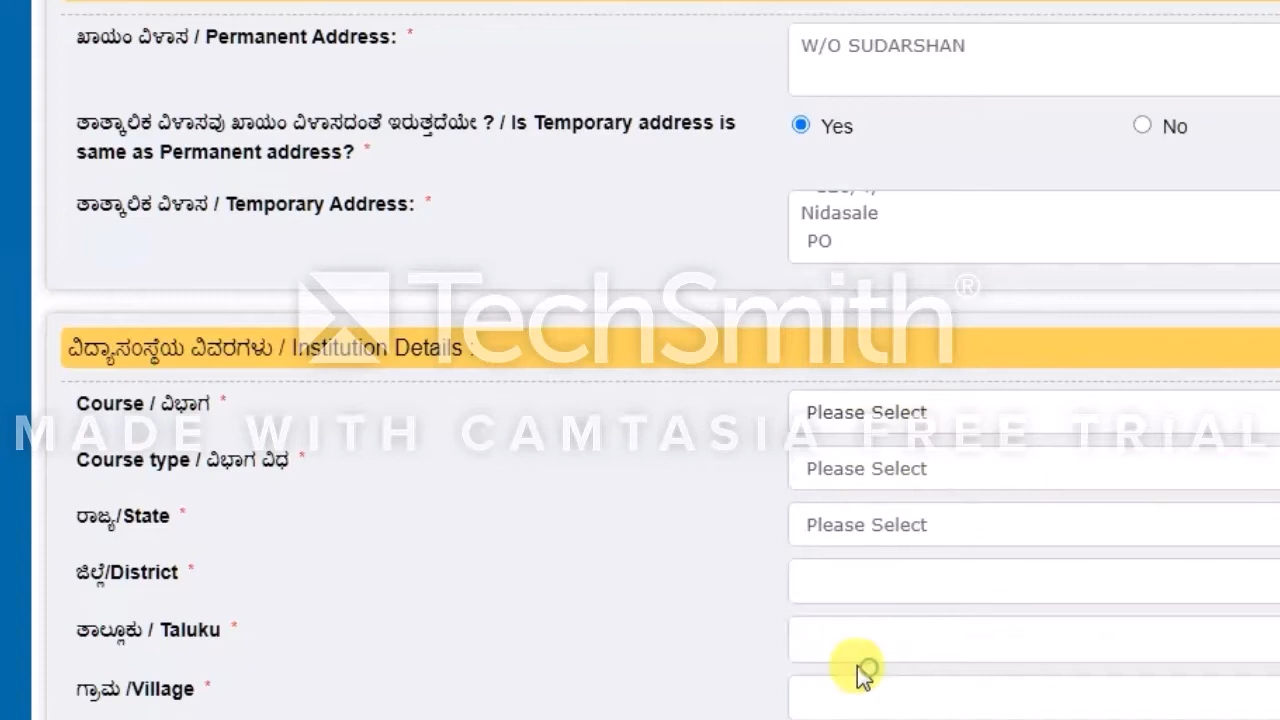 ಖಾಯಂ ವಿಳಾಸ / Permanent Address: *
W/O SUDARSHAN
ತಾತ್ಕಾಲಿಕ ವಿಳಾಸವು ಖಾಯಂ ವಿಳಾಸದಂತೆ ಇರುತ್ತದೆಯೇ ? / Is Temporary address is
same as Permanent address? *
Yes
No
ತಾತ್ಕಾಲಿಕ ವಿಳಾಸ / Temporary Address: *
Nidasale
PO
TechSmith®
ವಿದ್ಯಾಸಂಸ್ಥೆಯ ವಿವರಗಳು / Institution Details :
Course / ವಿಭಾಗ *
Please Select
MADE WITH CAMTASIA FREE TRIAL
Course type / ವಿಭಾಗ ವಿಧ *
Please Select
ರಾಜ್ಯ/State *
Please Select
ಜಿಲ್ಲೆ/District *
ತಾಲ್ಲೂಕು / Taluku *
ಗ್ರಾಮ /Village *